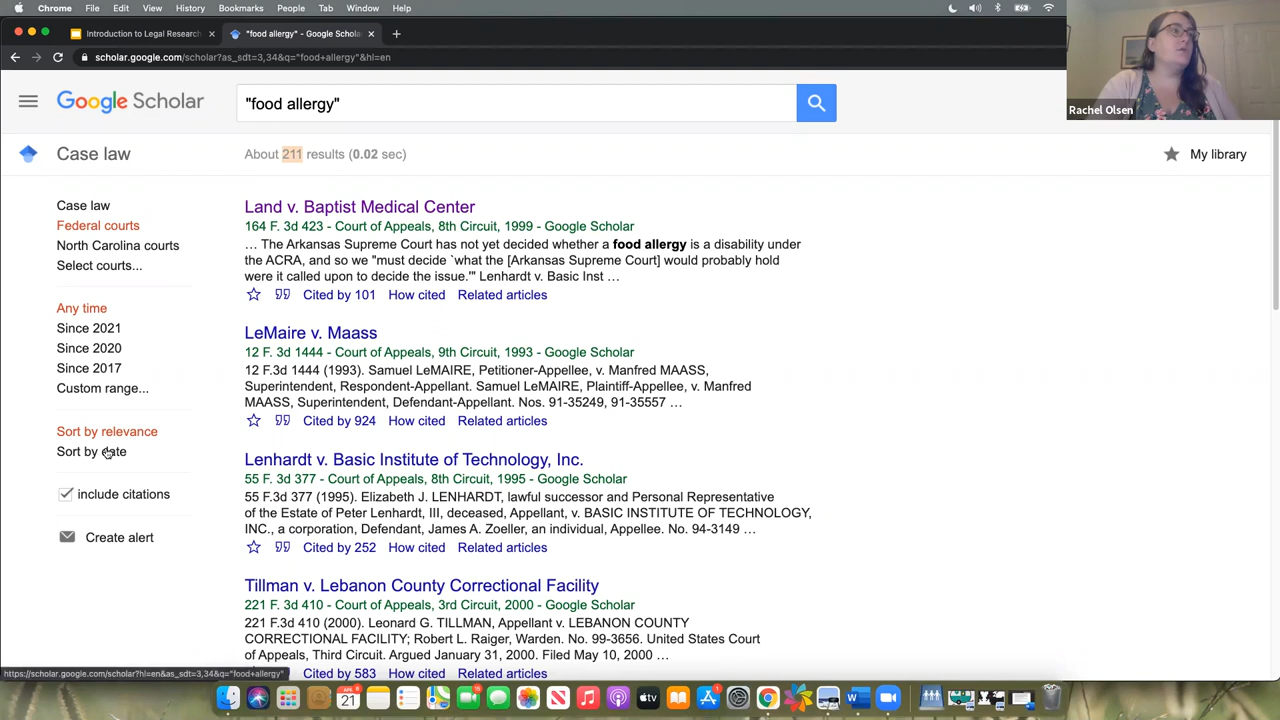 Chrome File Edit View History Bookmarks People Tab Window Help
Introduction to Legal Research
"food allergy" - Google Schola
scholar.google.com/scholar?as_sdt=3,34&q="food+allergy"&hl=en
Rachel Olsen
Google Scholar
"food allergy"
Case law
About 211 results (0.02 sec)
My library
Case law
Federal courts
North Carolina courts
Select courts...
Any time
Since 2021
Since 2020
Since 2017
Custom range...
Sort by relevance
Sort by date
include citations
Create alert
Land v. Baptist Medical Center
164 F. 3d 423 - Court of Appeals, 8th Circuit, 1999 - Google Scholar
… The Arkansas Supreme Court has not yet decided whether a food allergy is a disability under
the ACRA, and so we "must decide `what the [Arkansas Supreme Court] would probably hold
were it called upon to decide the issue.'" Lenhardt v. Basic Inst …
Cited by 101 How cited Related articles
LeMaire v. Maass
12 F. 3d 1444 - Court of Appeals, 9th Circuit, 1993 - Google Scholar
12 F.3d 1444 (1993). Samuel LeMAIRE, Petitioner-Appellee, v. Manfred MAASS,
Superintendent, Respondent-Appellant. Samuel LeMAIRE, Plaintiff-Appellee, v. Manfred
MAASS, Superintendent, Defendant-Appellant. Nos. 91-35249, 91-35557 …
Cited by 924 How cited Related articles
Lenhardt v. Basic Institute of Technology, Inc.
55 F. 3d 377 - Court of Appeals, 8th Circuit, 1995 - Google Scholar
55 F.3d 377 (1995). Elizabeth J. LENHARDT, lawful successor and Personal Representative
of the Estate of Peter Lenhardt, III, deceased, Appellant, v. BASIC INSTITUTE OF TECHNOLOGY,
INC., a corporation, Defendant, James A. Zoeller, an individual, Appellee. No. 94-3149 …
Cited by 252 How cited Related articles
Tillman v. Lebanon County Correctional Facility
221 F. 3d 410 - Court of Appeals, 3rd Circuit, 2000 - Google Scholar
221 F.3d 410 (2000). Leonard G. TILLMAN, Appellant v. LEBANON COUNTY
CORRECTIONAL FACILITY; Robert L. Raiger, Warden. No. 99-3656. United States Court
of Appeals, Third Circuit. Argued January 31, 2000. Filed May 10, 2000 …
Cited by 583 How cited Related articles
https://scholar.google.com/scholar?hl=en&as_sdt=3,34&q="food+allergy"
21